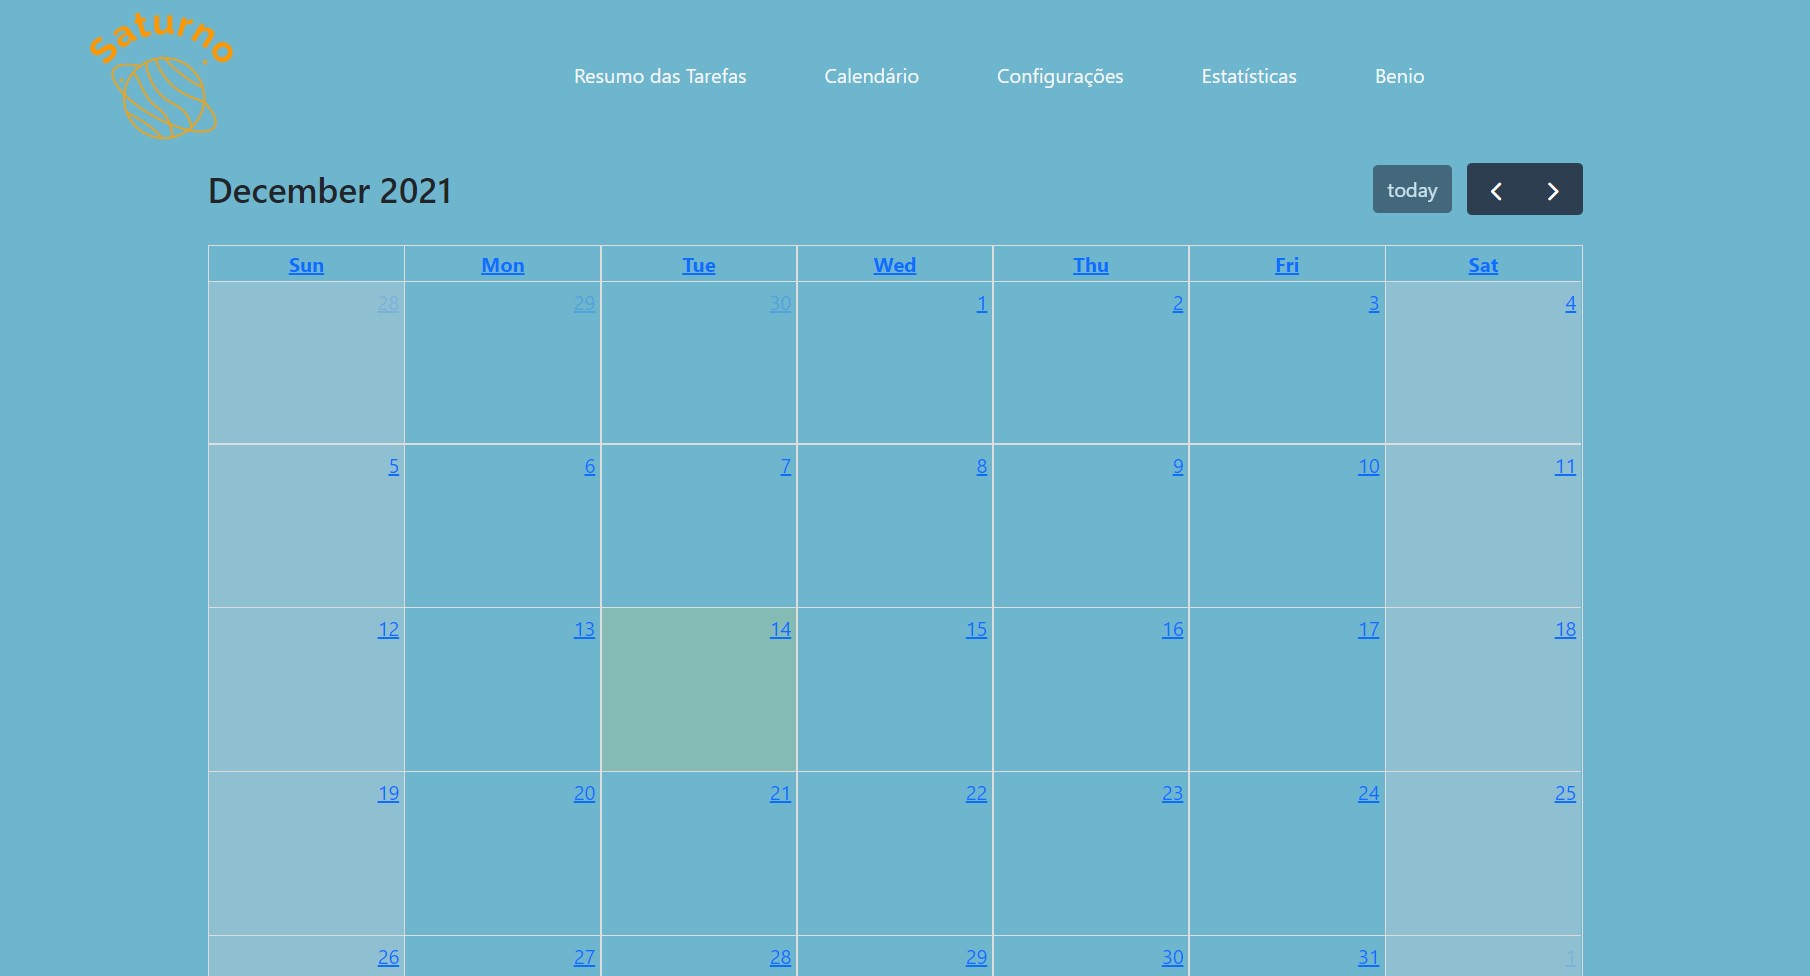 Saturno
Resumo das Tarefas Calendário Configurações Estatísticas Benio
December 2021 today
Sun Mon Tue Wed Thu Fri Sat
28 29 30 1 2 3 4
5 6 7 8 9 10 11
12 13 14 15 16 17 18
19 20 21 22 23 24 25
26 27 28 29 30 31 1